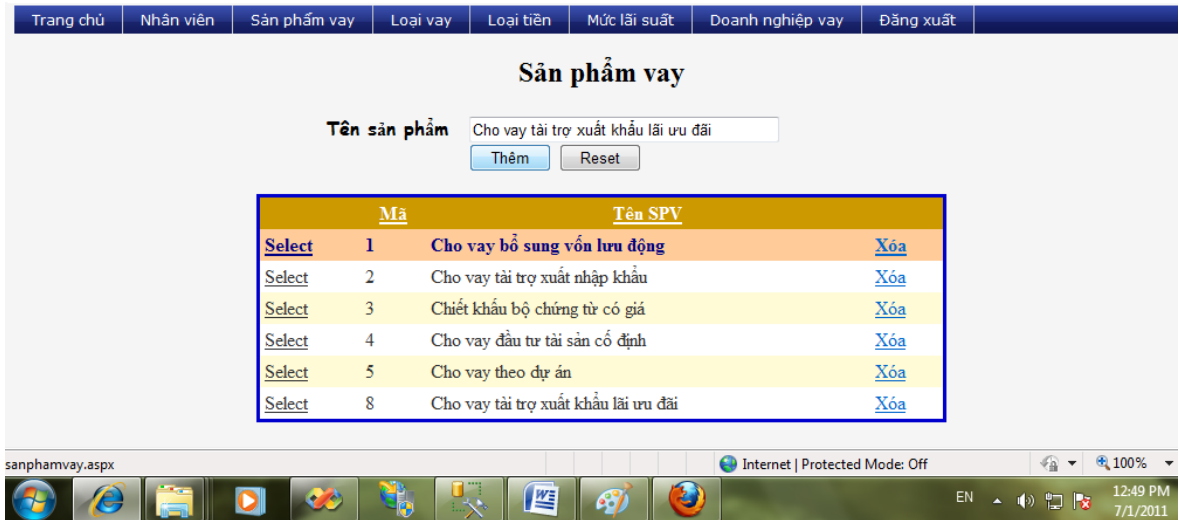 Trang chủ Nhân viên Sản phẩm vay Loại vay Loại tiền Mức lãi suất Doanh nghiệp vay Đăng xuất
Sản phẩm vay
Tên sản phẩm Cho vay tài trợ xuất khẩu lãi ưu đãi
Thêm Reset
Mã Tên SPV
Select 1 Cho vay bổ sung vốn lưu động Xóa
Select 2 Cho vay tài trợ xuất nhập khẩu Xóa
Select 3 Chiết khấu bộ chứng từ có giá Xóa
Select 4 Cho vay đầu tư tài sản cố định Xóa
Select 5 Cho vay theo dự án Xóa
Select 8 Cho vay tài trợ xuất khẩu lãi ưu đãi Xóa
sanphamvay.aspx Internet | Protected Mode: Off 100%
EN 12:49 PM
7/1/2011